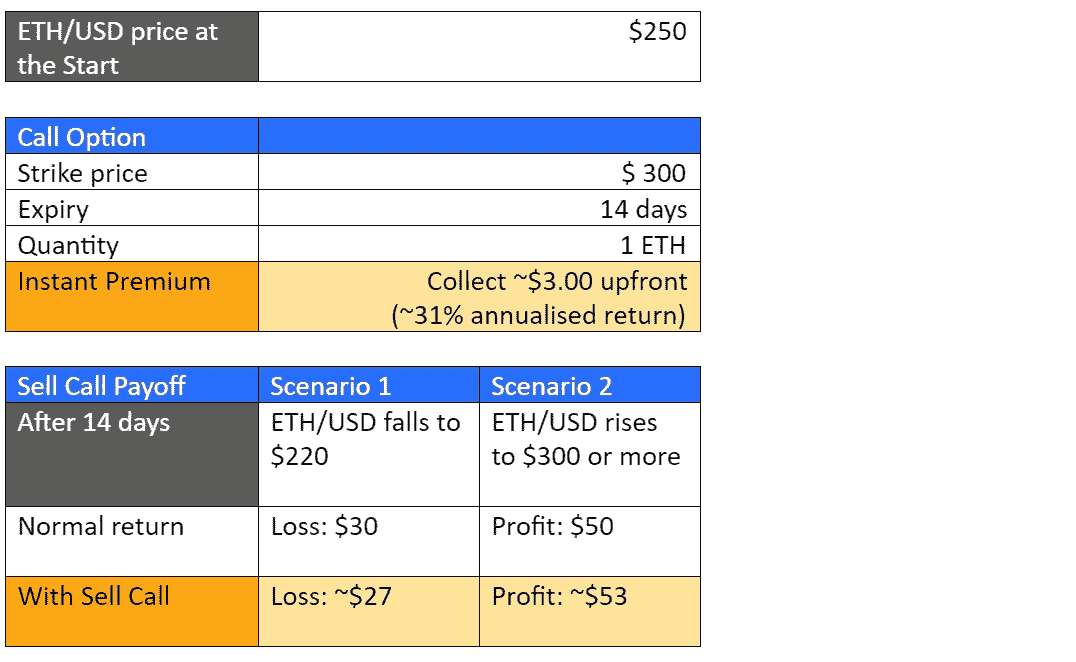 ETH/USD price at
the Start
$250
Call Option
Strike price
$ 300
Expiry
14 days
Quantity
1 ETH
Instant Premium
Collect ~$3.00 upfront
(~31% annualised return)
Sell Call Payoff
Scenario 1
Scenario 2
After 14 days
ETH/USD falls to
$220
ETH/USD rises
to $300 or more
Normal return
Loss: $30
Profit: $50
With Sell Call
Loss: ~$27
Profit: ~$53